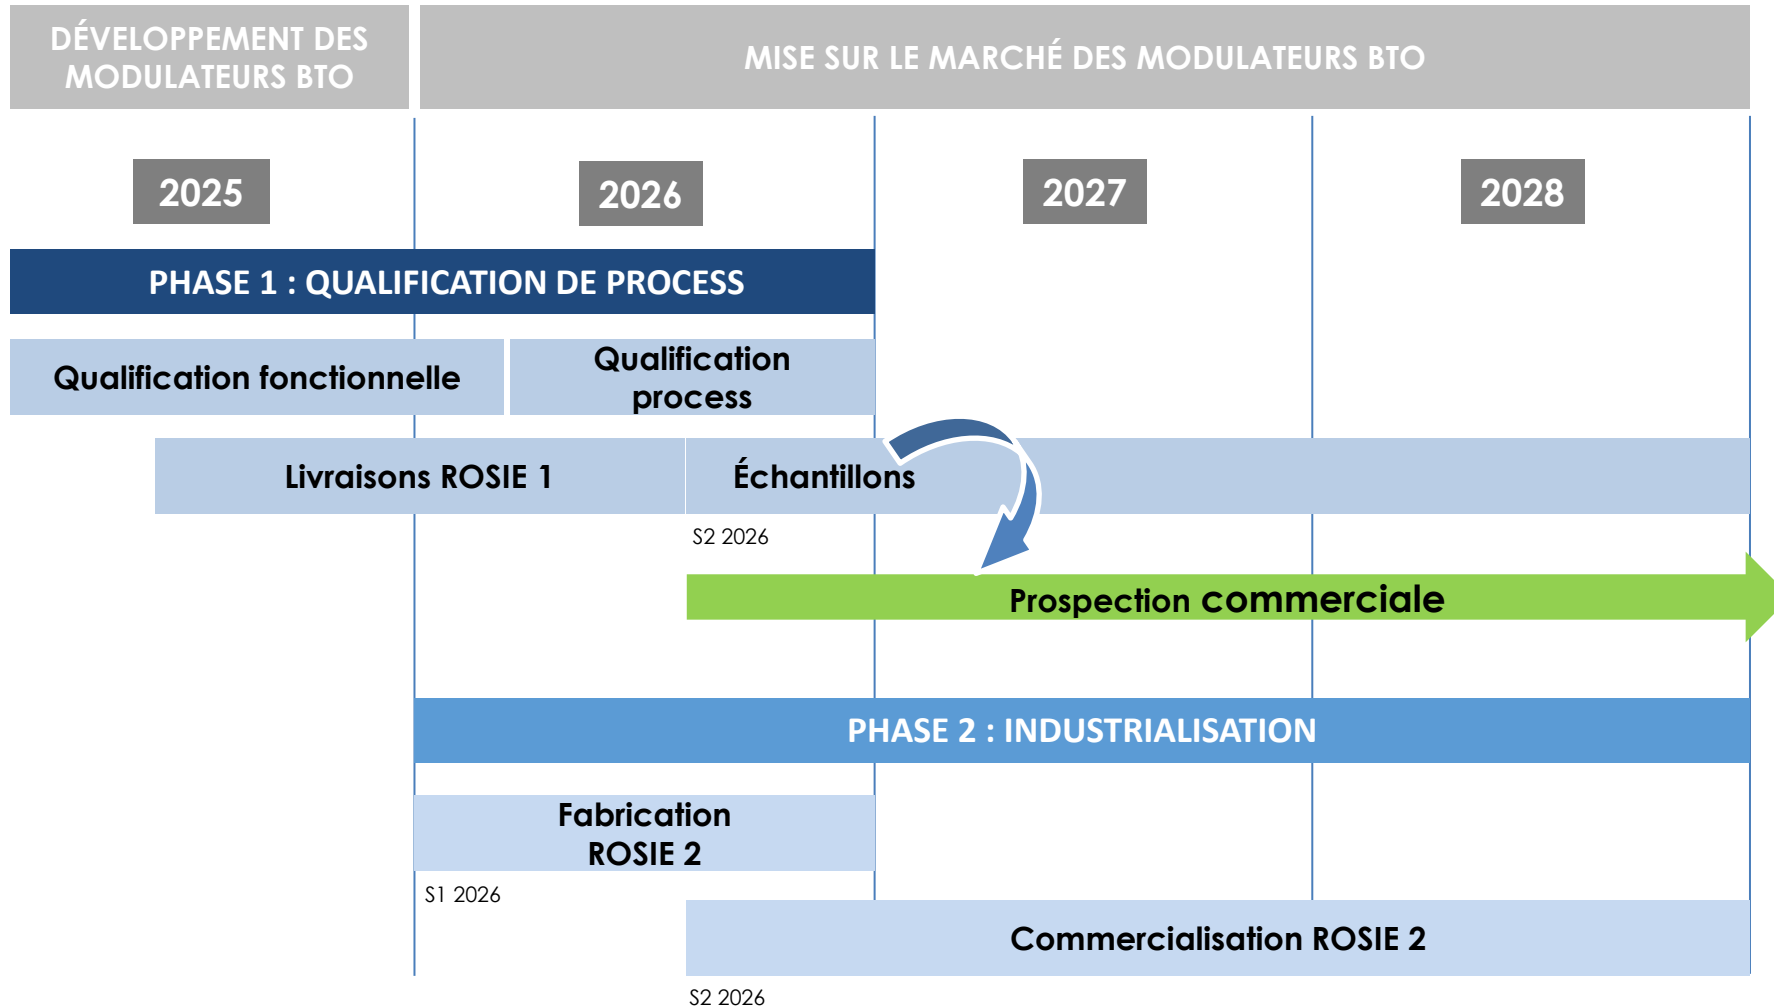 DÉVELOPPEMENT DES
MODULATEURS BTO
MISE SUR LE MARCHÉ DES MODULATEURS BTO
2025
2026
2027
2028
PHASE 1 : QUALIFICATION DE PROCESS
Qualification fonctionnelle
Qualification
process
Livraisons ROSIE 1
Échantillons
S2 2026
Prospection commerciale
PHASE 2 : INDUSTRIALISATION
Fabrication
ROSIE 2
S1 2026
Commercialisation ROSIE 2
S2 2026